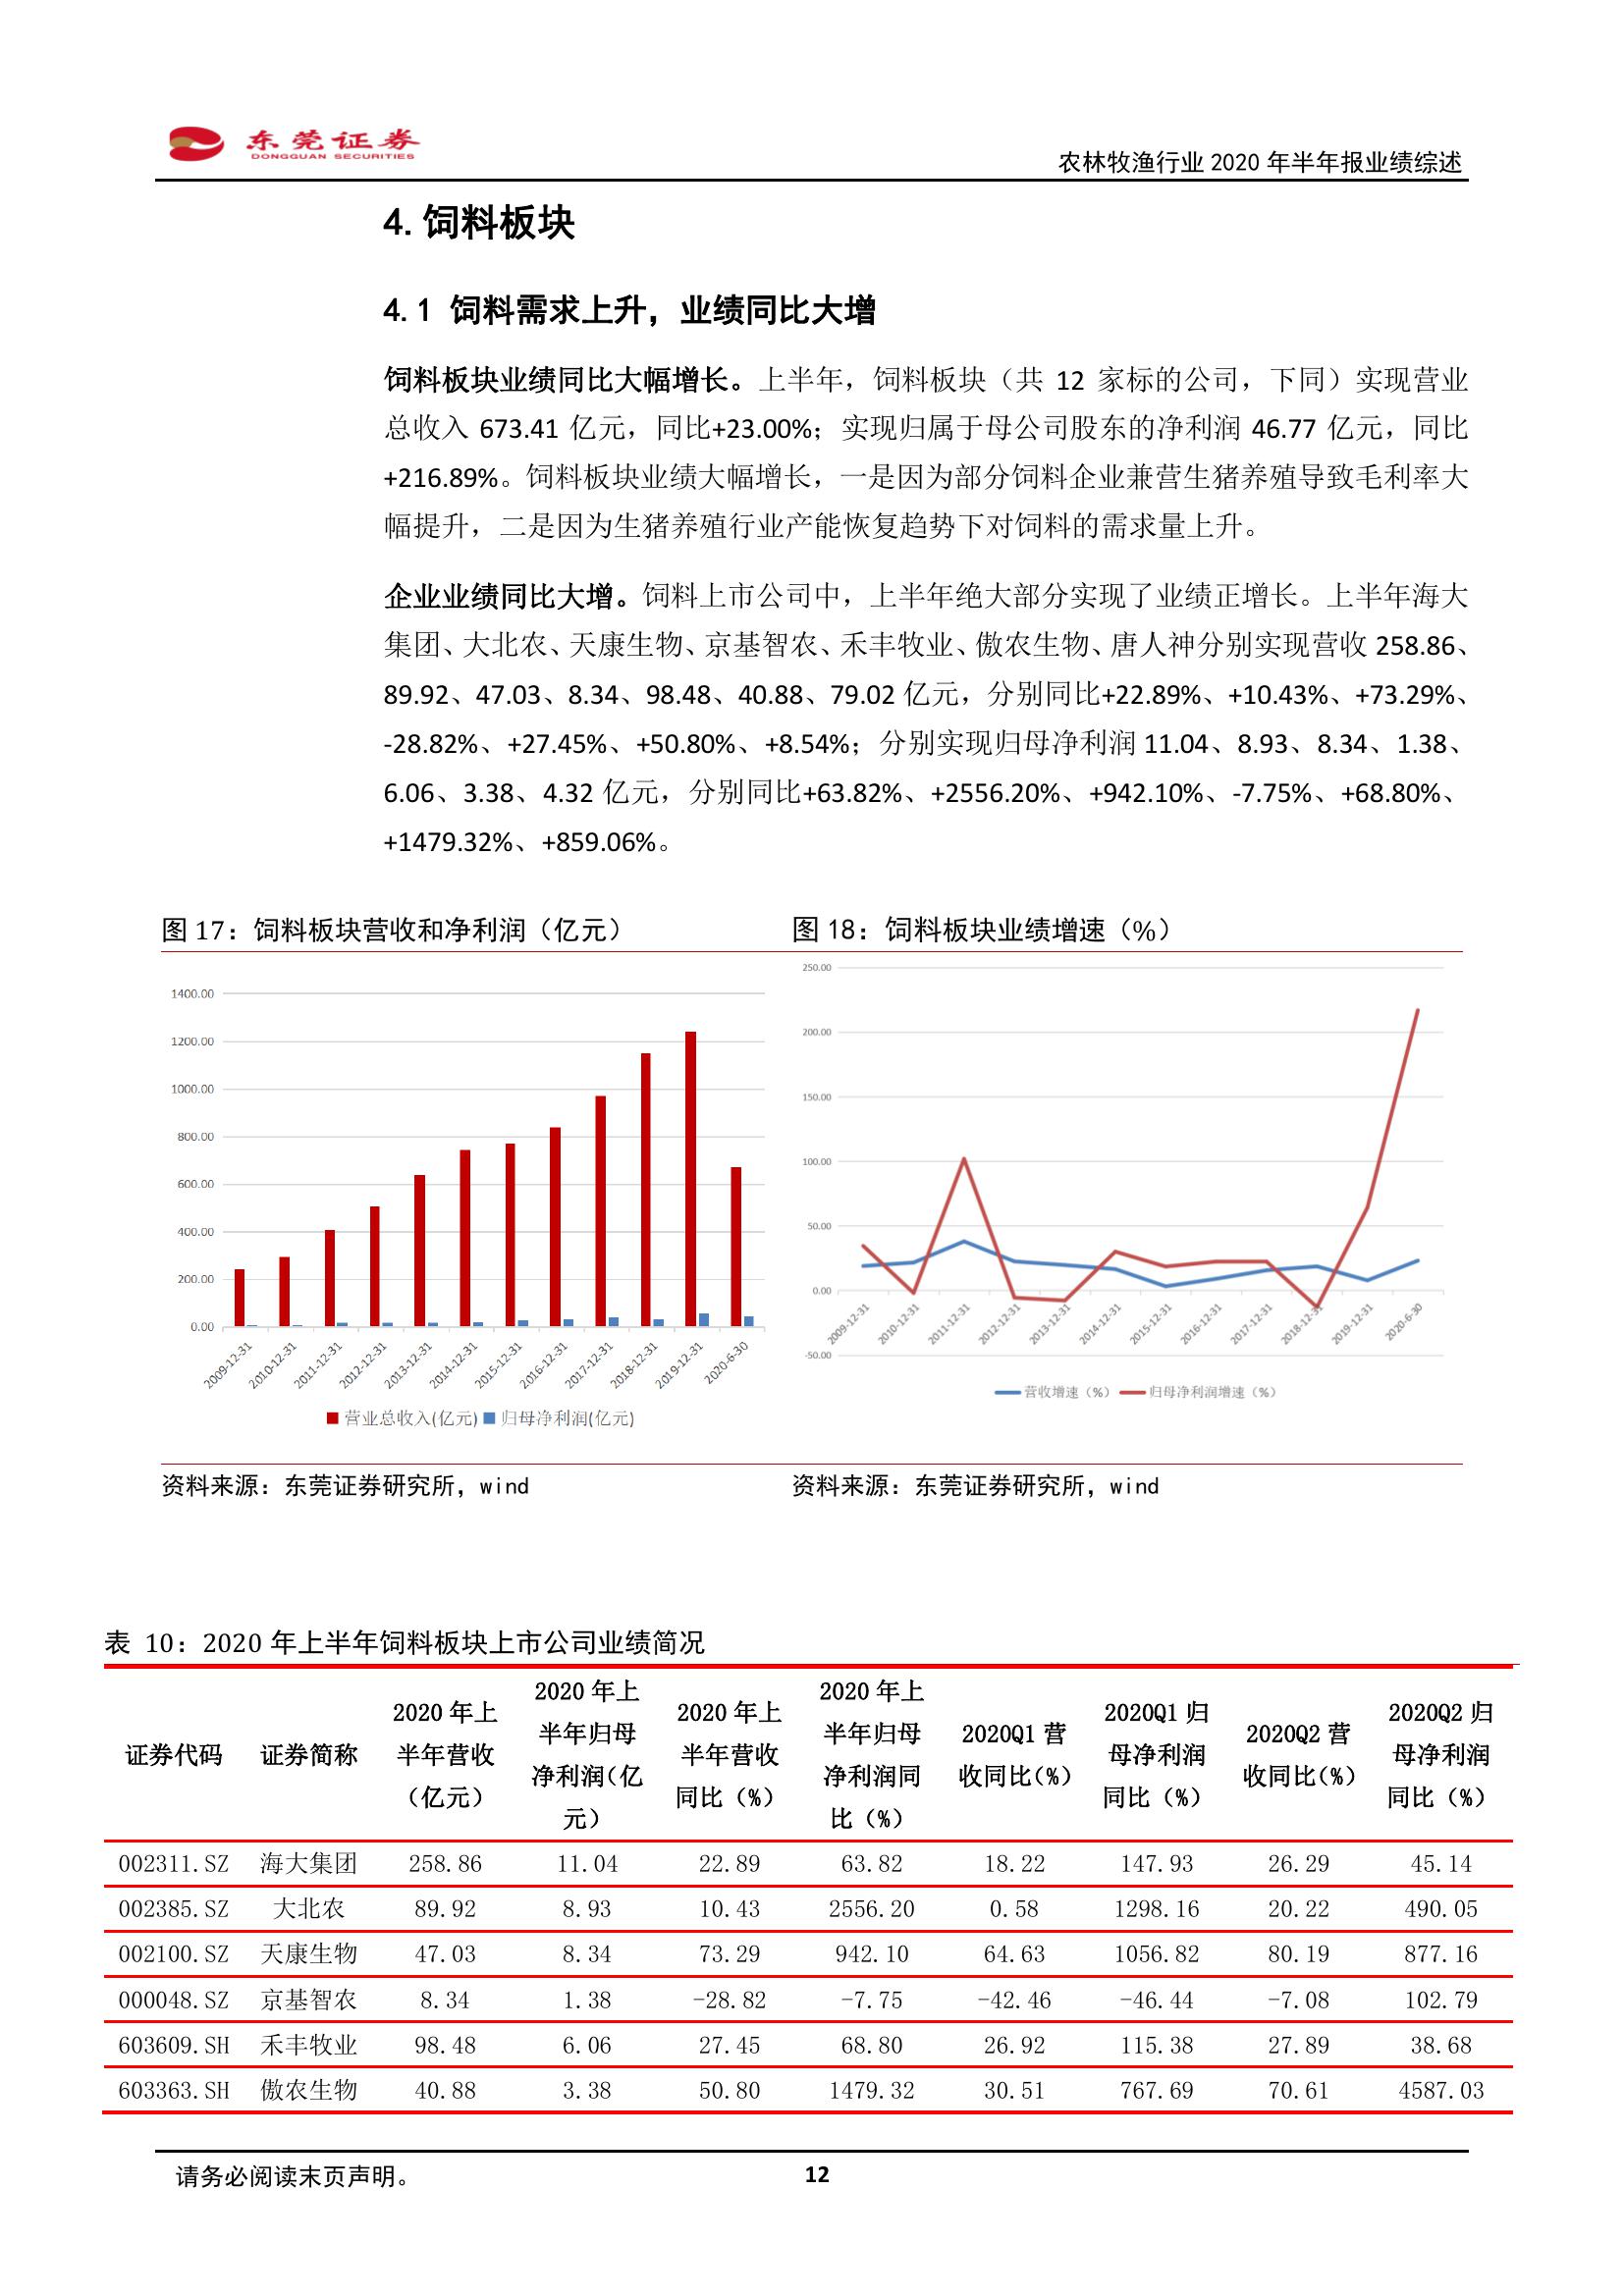 东莞证券
DONGGUAN SECURITIES
农林牧渔行业 2020 年半年报业绩综述
4. 饲料板块
4.1 饲料需求上升，业绩同比大增
饲料板块业绩同比大幅增长。上半年，饲料板块（共 12 家标的公司，下同）实现营业
总收入 673.41 亿元，同比+23.00%；实现归属于母公司股东的净利润 46.77 亿元，同比
+216.89%。饲料板块业绩大幅增长，一是因为部分饲料企业兼营生猪养殖导致毛利率大
幅提升，二是因为生猪养殖行业产能恢复趋势下对饲料的需求量上升。
企业业绩同比大增。饲料上市公司中，上半年绝大部分实现了业绩正增长。上半年海大
集团、大北农、天康生物、京基智农、禾丰牧业、傲农生物、唐人神分别实现营收 258.86、
89.92、47.03、8.34、98.48、40.88、79.02 亿元，分别同比+22.89%、+10.43%、+73.29%、
-28.82%、+27.45%、+50.80%、+8.54%；分别实现归母净利润 11.04、8.93、8.34、1.38、
6.06、3.38、4.32 亿元，分别同比+63.82%、+2556.20%、+942.10%、-7.75%、+68.80%、
+1479.32%、+859.06%。
图 17：饲料板块营收和净利润（亿元）
1400.00
1200.00
1000.00
800.00
600.00
400.00
200.00
0.00
2009-12-31 2010-12-31 2011-12-31 2012-12-31 2013-12-31 2014-12-31 2015-12-31 2016-12-31 2017-12-31 2018-12-31 2019-12-31 2020-6-30
营业总收入(亿元) 归母净利润(亿元)
资料来源：东莞证券研究所，wind
图 18：饲料板块业绩增速（%）
250.00
200.00
150.00
100.00
50.00
0.00
-50.00
2009-12-31 2010-12-31 2011-12-31 2012-12-31 2013-12-31 2014-12-31 2015-12-31 2016-12-31 2017-12-31 2018-12-31 2019-12-31 2020-6-30
营收增速（%） 归母净利润增速（%）
资料来源：东莞证券研究所，wind
表 10：2020 年上半年饲料板块上市公司业绩简况
证券代码 证券简称 2020 年上半年营收（亿元） 2020 年上半年归母净利润(亿元） 2020 年上半年营收同比（%） 2020 年上半年归母净利润同比（%） 2020Q1 营收同比(%） 2020Q1 归母净利润同比（%） 2020Q2 营收同比(%） 2020Q2 归母净利润同比（%）
002311.SZ 海大集团 258.86 11.04 22.89 63.82 18.22 147.93 26.29 45.14
002385.SZ 大北农 89.92 8.93 10.43 2556.20 0.58 1298.16 20.22 490.05
002100.SZ 天康生物 47.03 8.34 73.29 942.10 64.63 1056.82 80.19 877.16
000048.SZ 京基智农 8.34 1.38 -28.82 -7.75 -42.46 -46.44 -7.08 102.79
603609.SH 禾丰牧业 98.48 6.06 27.45 68.80 26.92 115.38 27.89 38.68
603363.SH 傲农生物 40.88 3.38 50.80 1479.32 30.51 767.69 70.61 4587.03
请务必阅读末页声明。
12